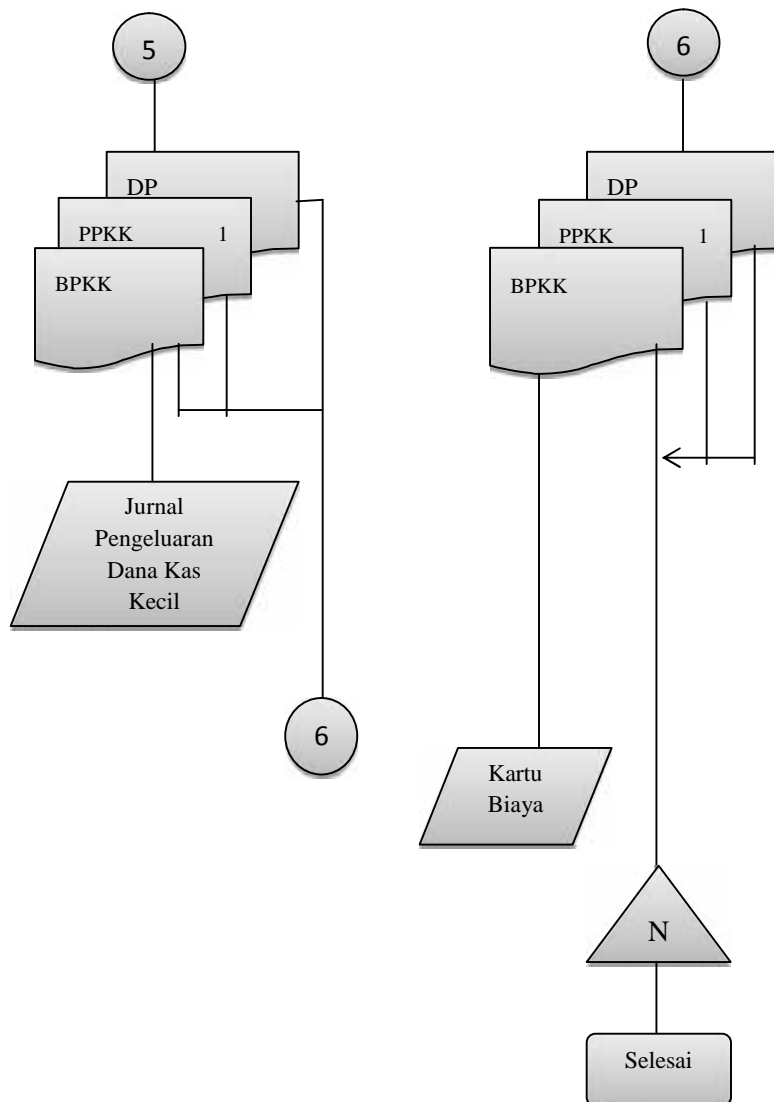 5
DP
PPKK 1
BPKK
Jurnal
Pengeluaran
Dana Kas
Kecil
6
6
DP
PPKK 1
BPKK
Kartu
Biaya
N
Selesai